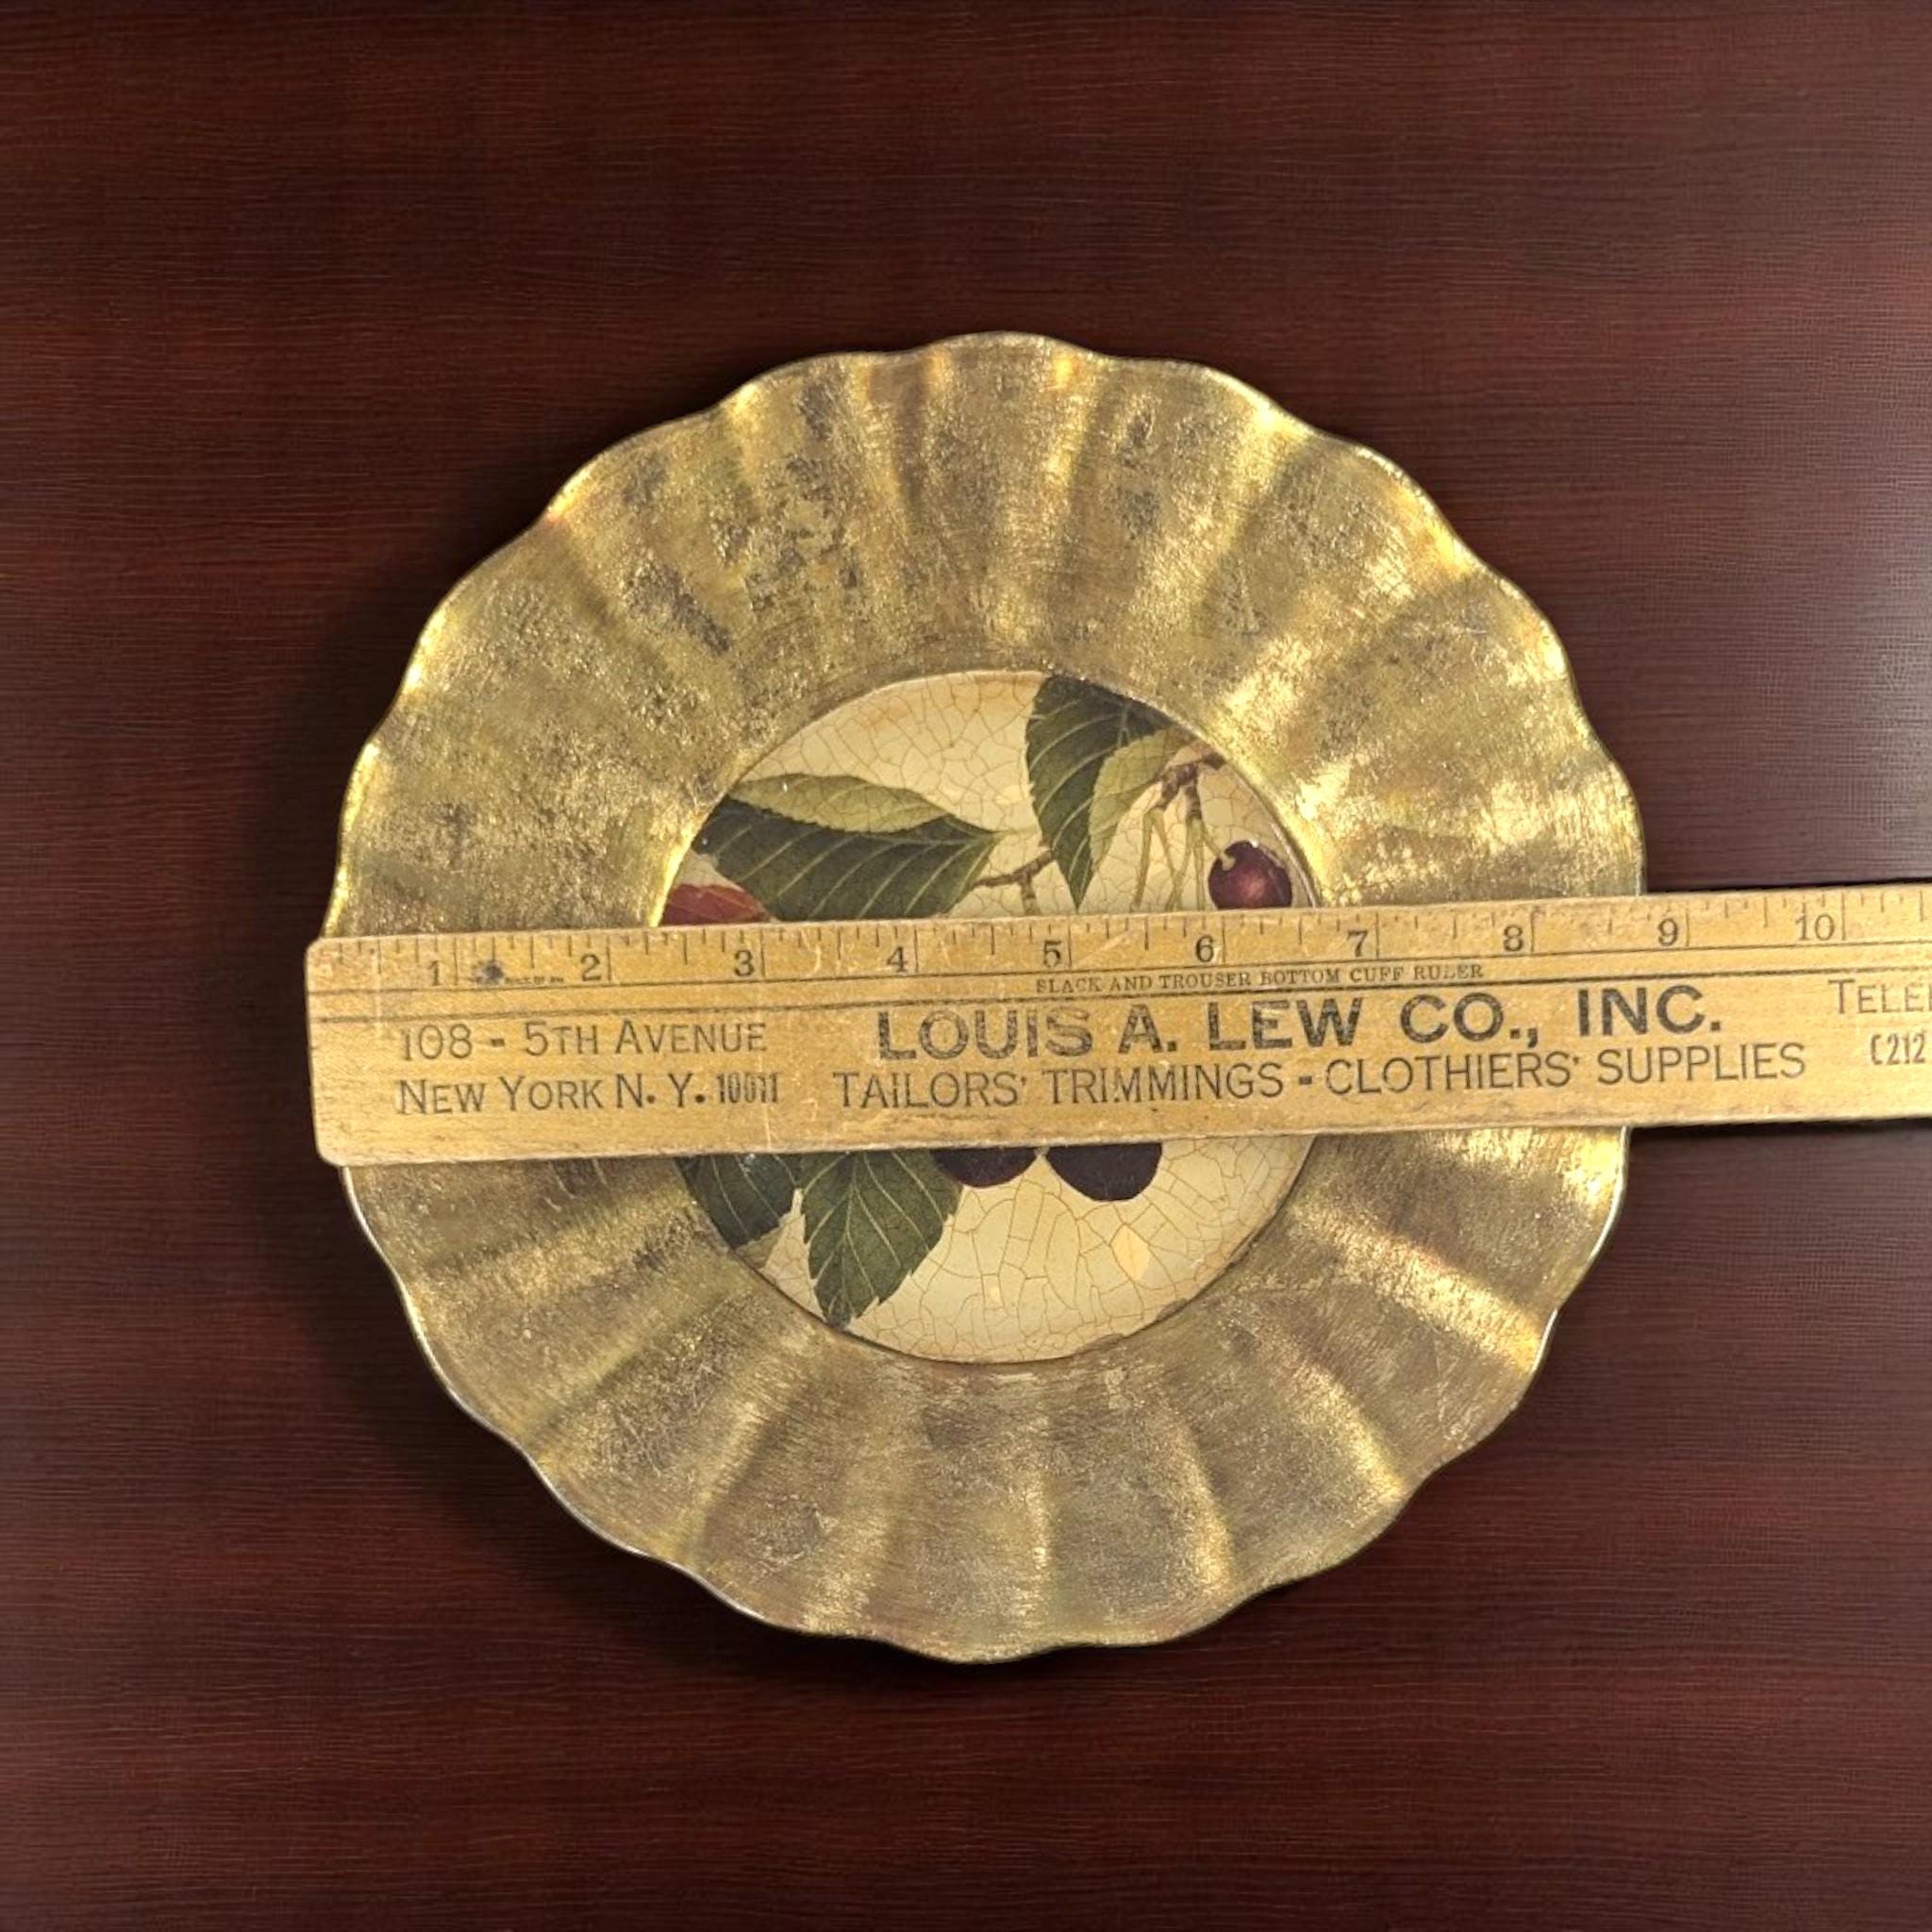 1 2 3 4 5 6 7 8 9 10
SLACK AND TROUSER BOTTOM CUFF RULER
108 - 5TH AVENUE LOUIS A. LEW CO., INC.
NEW YORK N. Y. 10011 TAILORS' TRIMMINGS - CLOTHIERS' SUPPLIES
TELE
(212